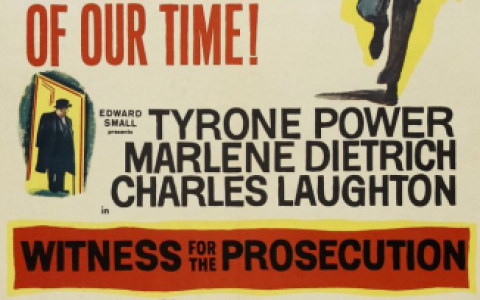 OF OUR TIME!
EDWARD
SMALL
presents
TYRONE POWER
MARLENE DIETRICH
CHARLES LAUGHTON
in
WITNESS FOR THE PROSECUTION